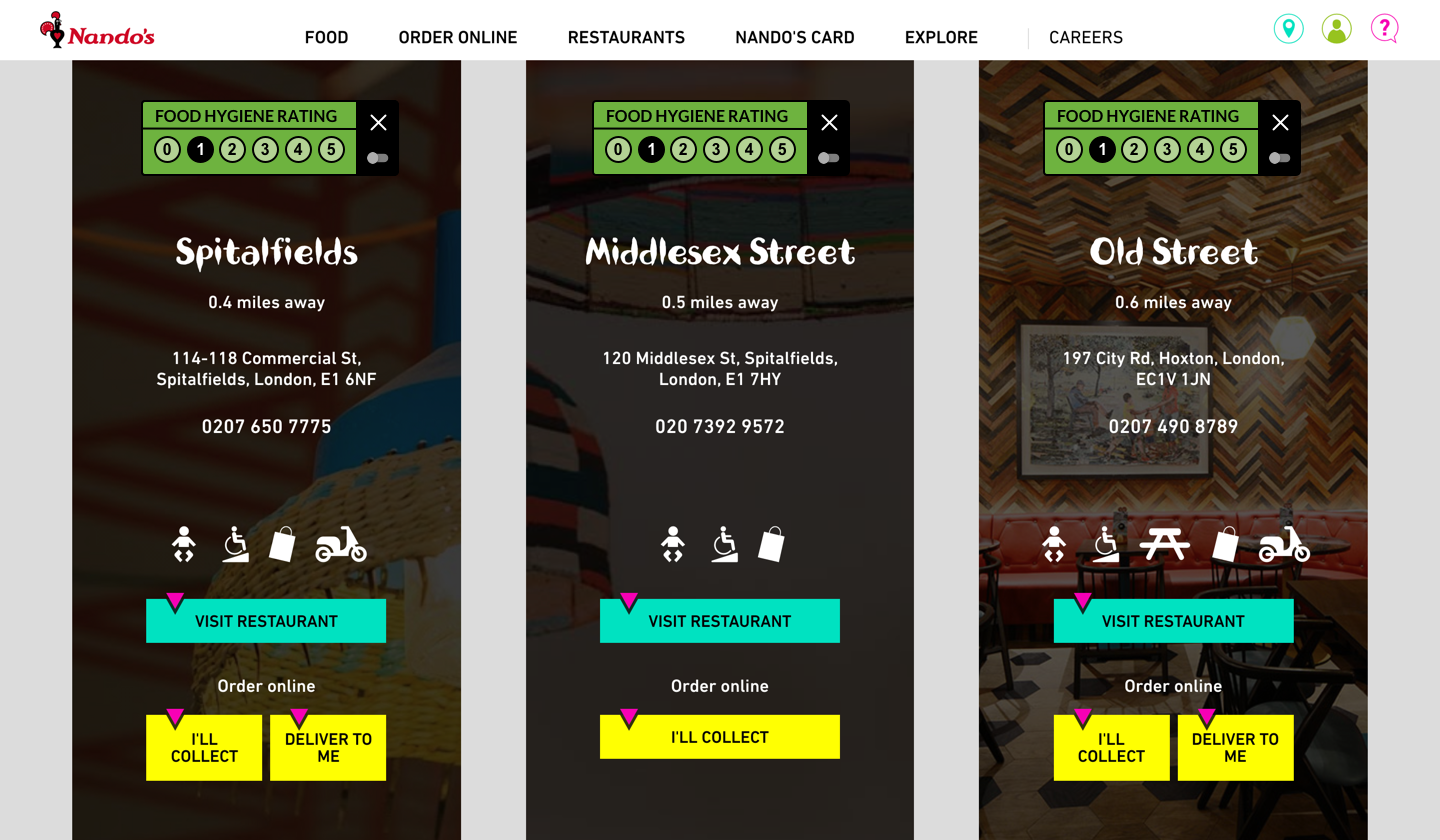 Nando's
FOOD
ORDER ONLINE
RESTAURANTS
NANDO'S CARD
EXPLORE
CAREERS
?
FOOD HYGIENE RATING
0 1 2 3 4 5
Spitalfields
0.4 miles away
114-118 Commercial St,
Spitalfields, London, E1 6NF
0207 650 7775
VISIT RESTAURANT
Order online
I'LL
COLLECT
DELIVER TO
ME
FOOD HYGIENE RATING
0 1 2 3 4 5
Middlesex Street
0.5 miles away
120 Middlesex St, Spitalfields,
London, E1 7HY
020 7392 9572
VISIT RESTAURANT
Order online
I'LL COLLECT
FOOD HYGIENE RATING
0 1 2 3 4 5
Old Street
0.6 miles away
197 City Rd, Hoxton, London,
EC1V 1JN
0207 490 8789
VISIT RESTAURANT
Order online
I'LL
COLLECT
DELIVER TO
ME